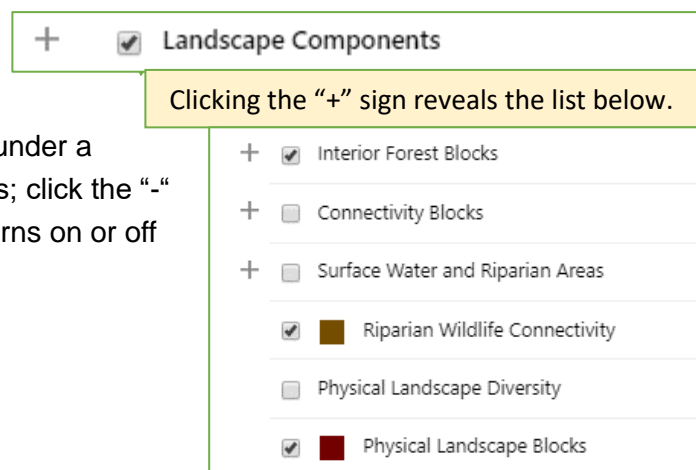 + Landscape Components
Clicking the “+” sign reveals the list below.
under a
s; click the “-“
rns on or off
+ Interior Forest Blocks
+ Connectivity Blocks
+ Surface Water and Riparian Areas
Riparian Wildlife Connectivity
Physical Landscape Diversity
Physical Landscape Blocks